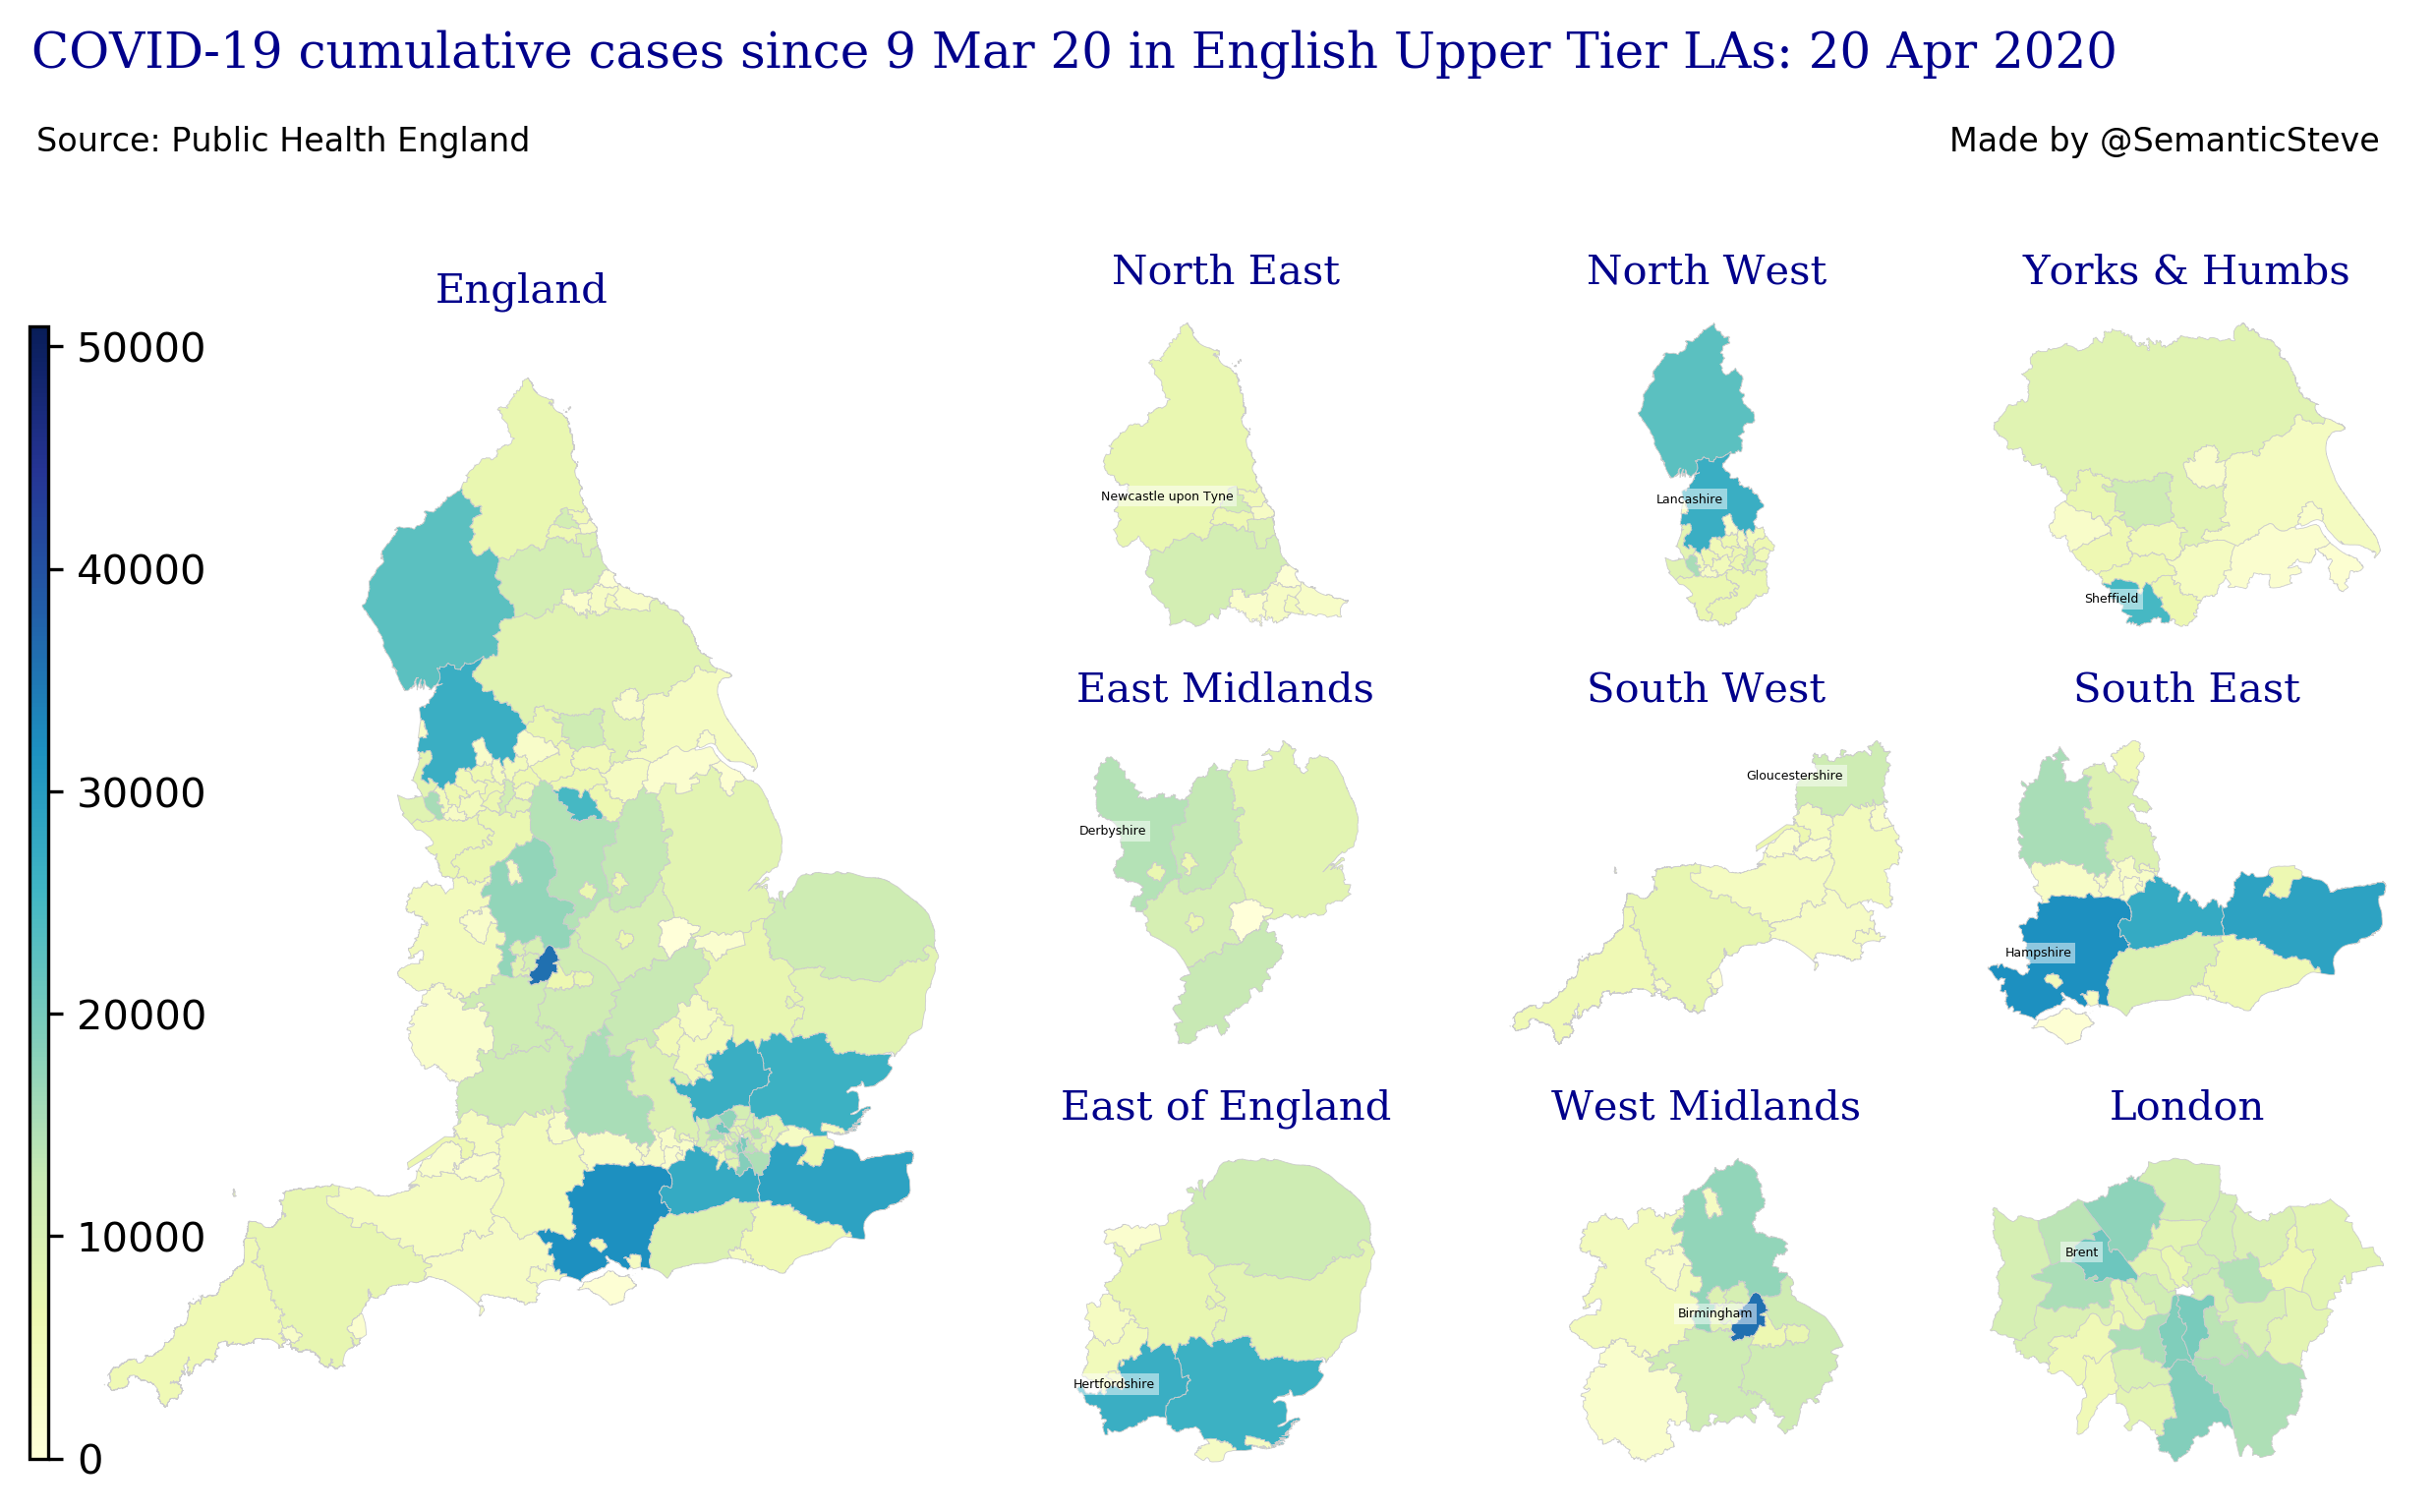 COVID-19 cumulative cases since 9 Mar 20 in English Upper Tier LAs: 20 Apr 2020
Source: Public Health England
Made by @SemanticSteve
England
50000
40000
30000
20000
10000
0
North East
Newcastle upon Tyne
North West
Lancashire
Yorks & Humbs
Sheffield
East Midlands
Derbyshire
South West
Gloucestershire
South East
Hampshire
East of England
Hertfordshire
West Midlands
Birmingham
London
Brent